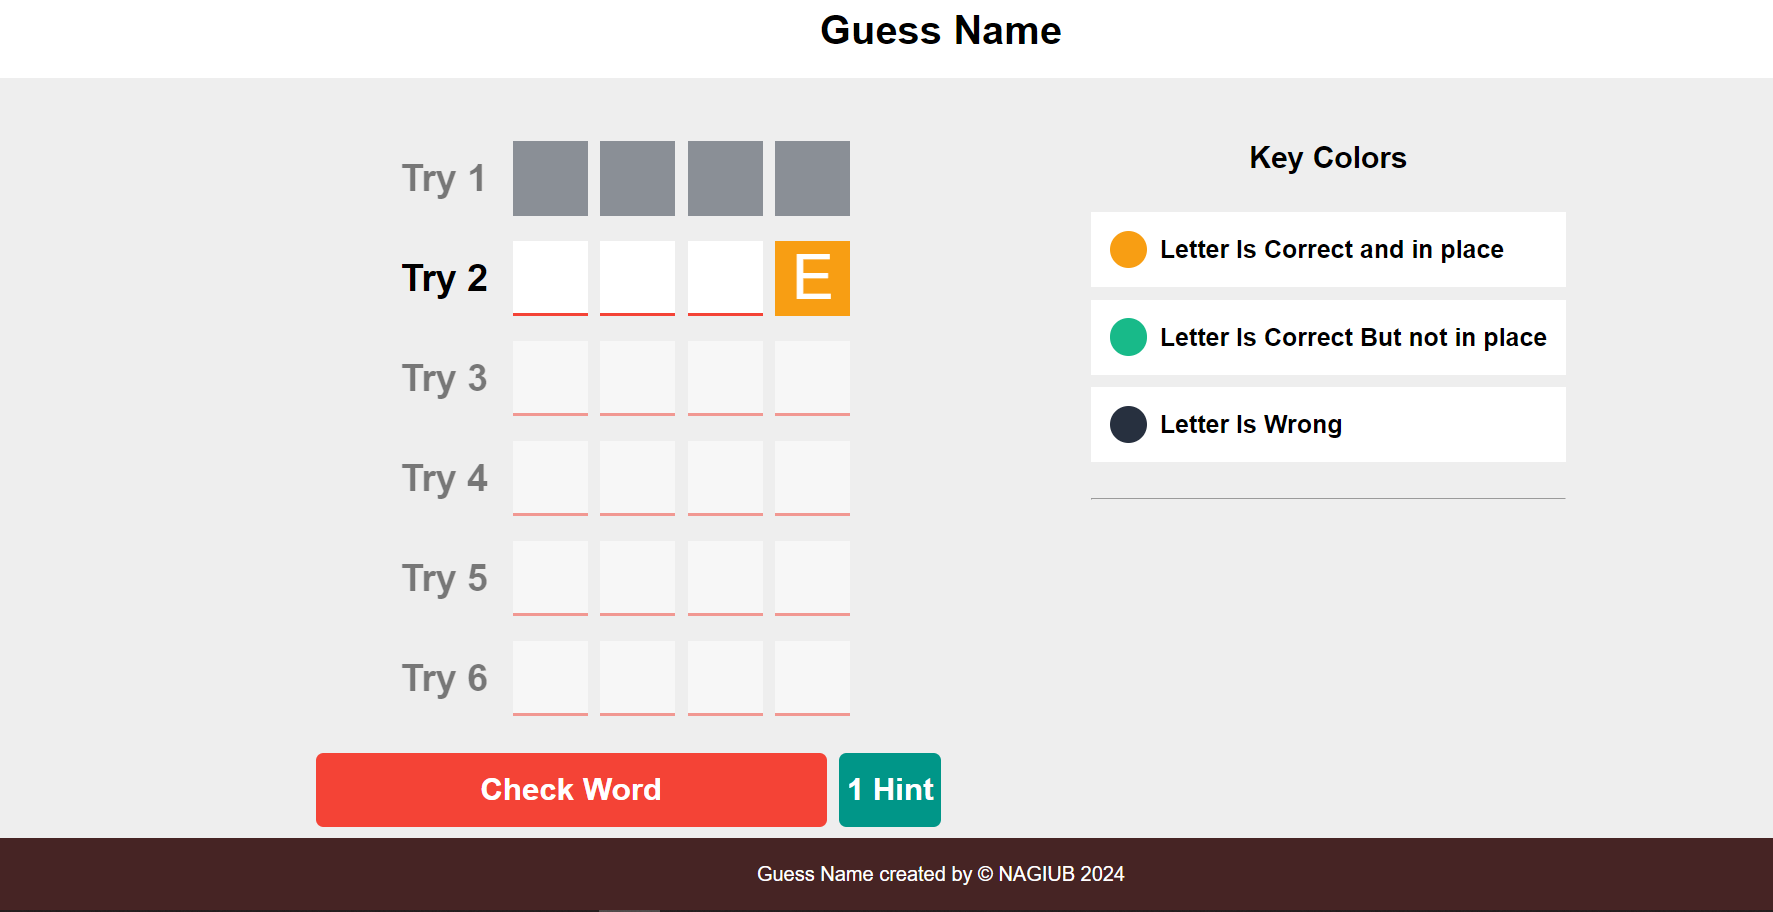 Guess Name
Try 1
Try 2
E
Try 3
Try 4
Try 5
Try 6
Check Word
1 Hint
Key Colors
Letter Is Correct and in place
Letter Is Correct But not in place
Letter Is Wrong
Guess Name created by © NAGIUB 2024